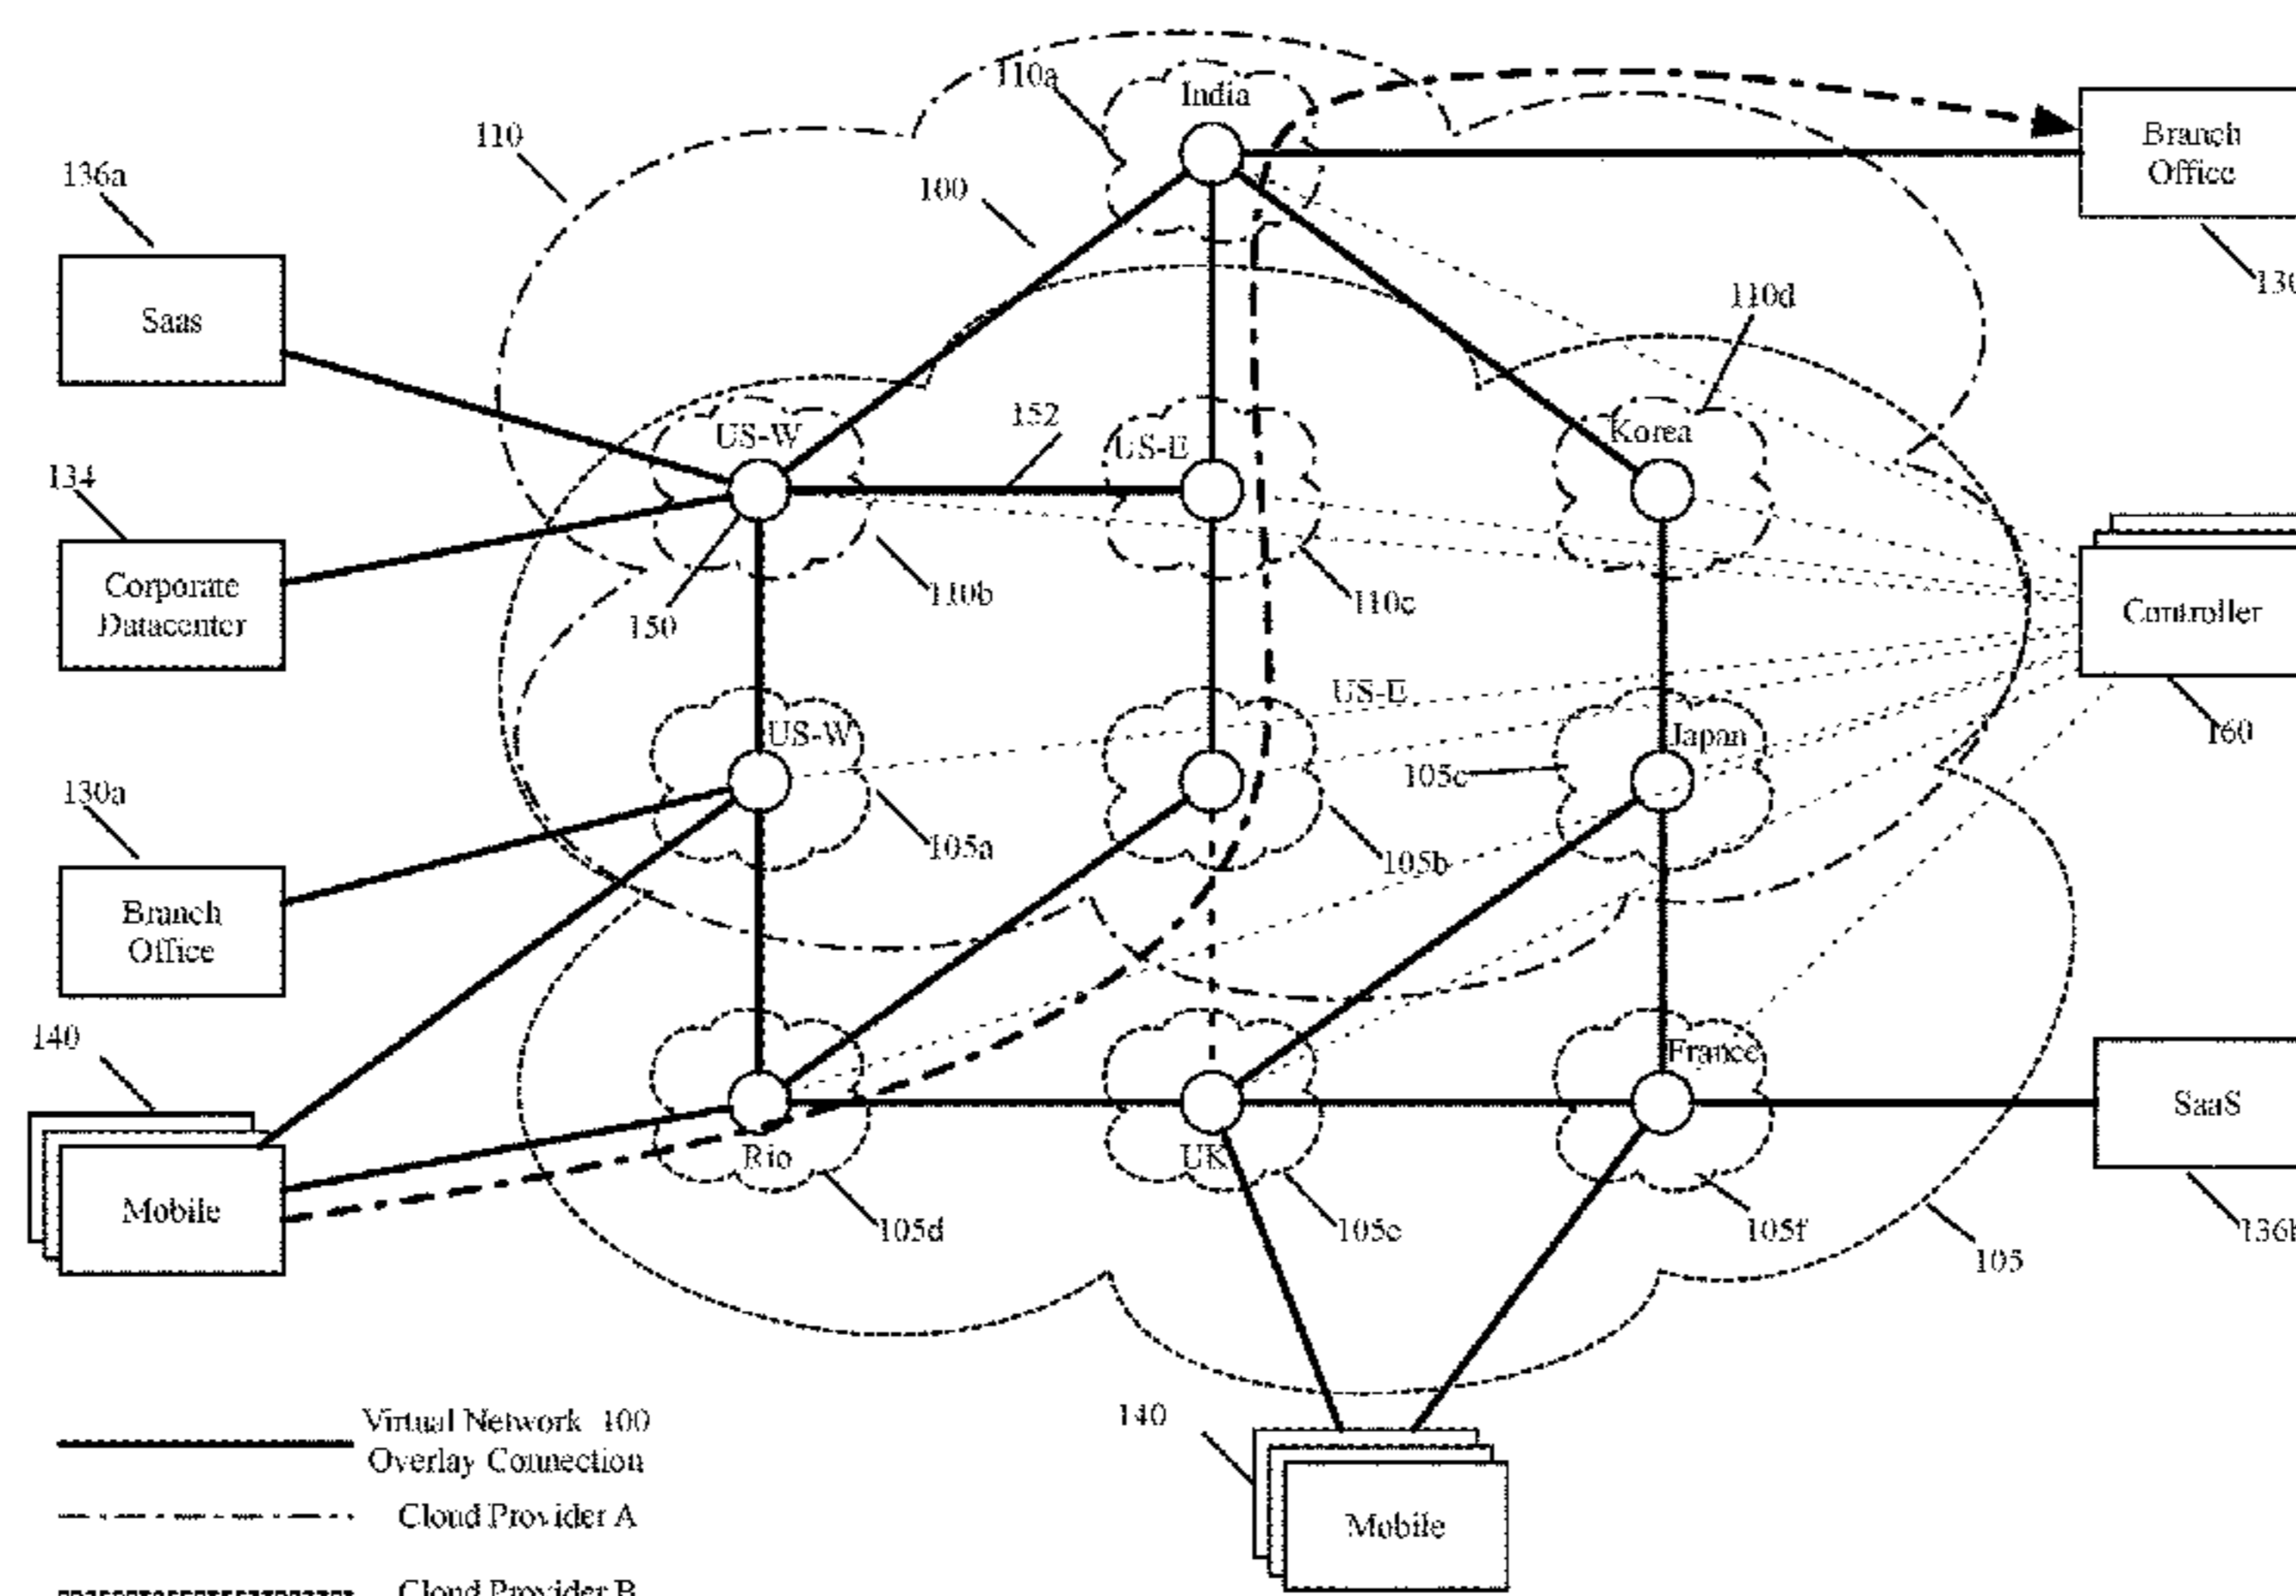 110a
India
110
Branch
Office
136a
100
130
110d
Saas
152
US-W
US-E
Korea
134
Corporate
Datacenter
110b
110c
Controller
150
US-E
US-W
Japan
160
105c
130a
105a
105b
Branch
Office
140
France
SaaS
Mobile
Rio
UK
105d
105e
105f
136b
105
Virtual Network 100
Overlay Connection
140
Cloud Provider A
Mobile
Cloud Provider B